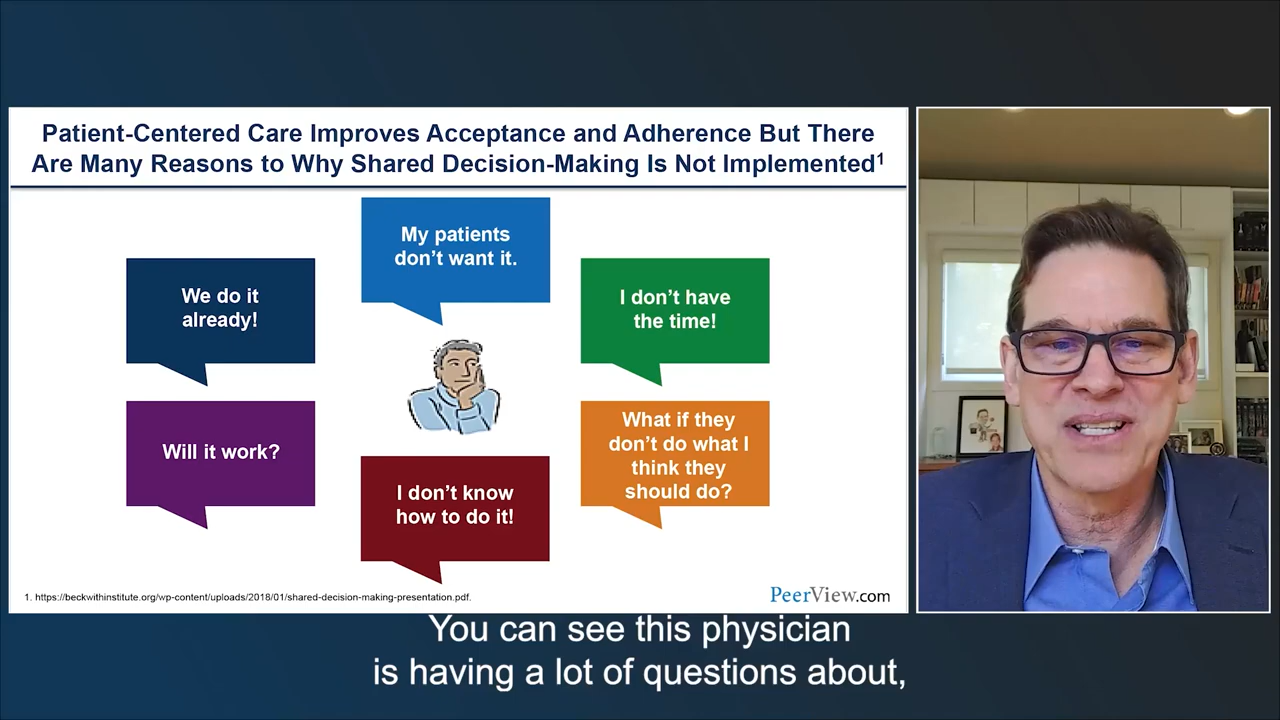 Patient-Centered Care Improves Acceptance and Adherence But There
Are Many Reasons to Why Shared Decision-Making Is Not Implemented1
My patients
don't want it.
We do it
already!
I don't have
the time!
Will it work?
What if they
don't do what I
think they
should do?
I don't know
how to do it!
1. https://beckwithinstitute.org/wp-content/uploads/2018/01/shared-decision-making-presentation.pdf.
PeerView.com
You can see this physician
is having a lot of questions about,